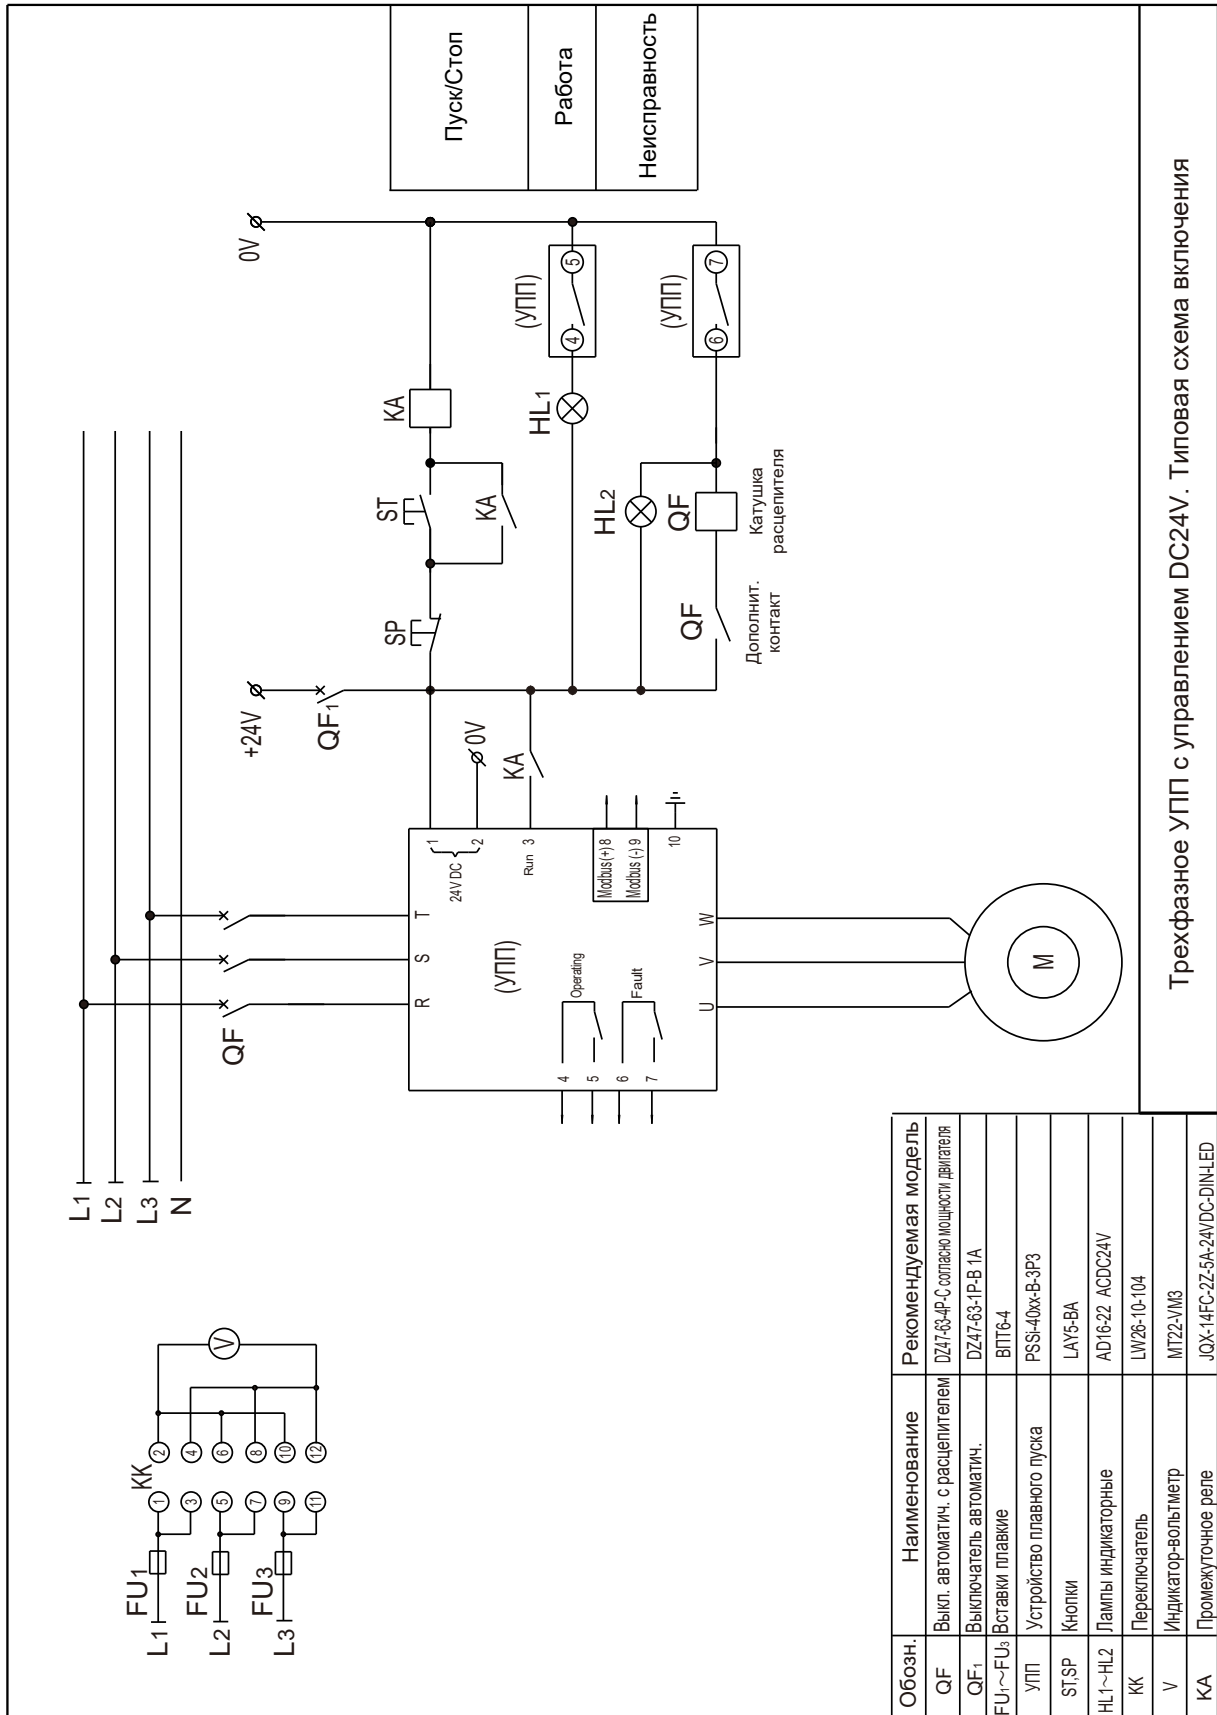 L1
L2
L3
N
QF
+24V
QF1
0V
SP
ST
KA
KA
Пуск/Стоп
HL1
(УПП)
4
5
Работа
HL2
QF
Дополнит.
контакт
QF
Катушка
расцепителя
(УПП)
6
7
Неисправность
R
S
T
(УПП)
1
2
24V DC
0V
KA
Run 3
Modbus(+) 8
Modbus (-) 9
10
Operating
Fault
4
5
6
7
U
V
W
M
L1
L2
L3
FU1
FU2
FU3
KK
1
3
5
7
9
11
2
4
6
8
10
12
V
Обозн. Наименование Рекомендуемая модель
QF Выкл. автоматич. с расцепителем DZ47-63-4P-C согласно мощности двигателя
QF1 Выключатель автоматич. DZ47-63-1P-B 1A
FU1~FU3 Вставки плавкие ВПТ6-4
УПП Устройство плавного пуска PSSi-40xx-B-3P3
ST,SP Кнопки LAY5-BA
HL1~HL2 Лампы индикаторные AD16-22 ACDC24V
KK Переключатель LW26-10-104
V Индикатор-вольтметр MT22-VM3
KA Промежуточное реле JQX-14FC-2Z-5A-24VDC-DIN-LED
Трехфазное УПП с управлением DC24V. Типовая схема включения